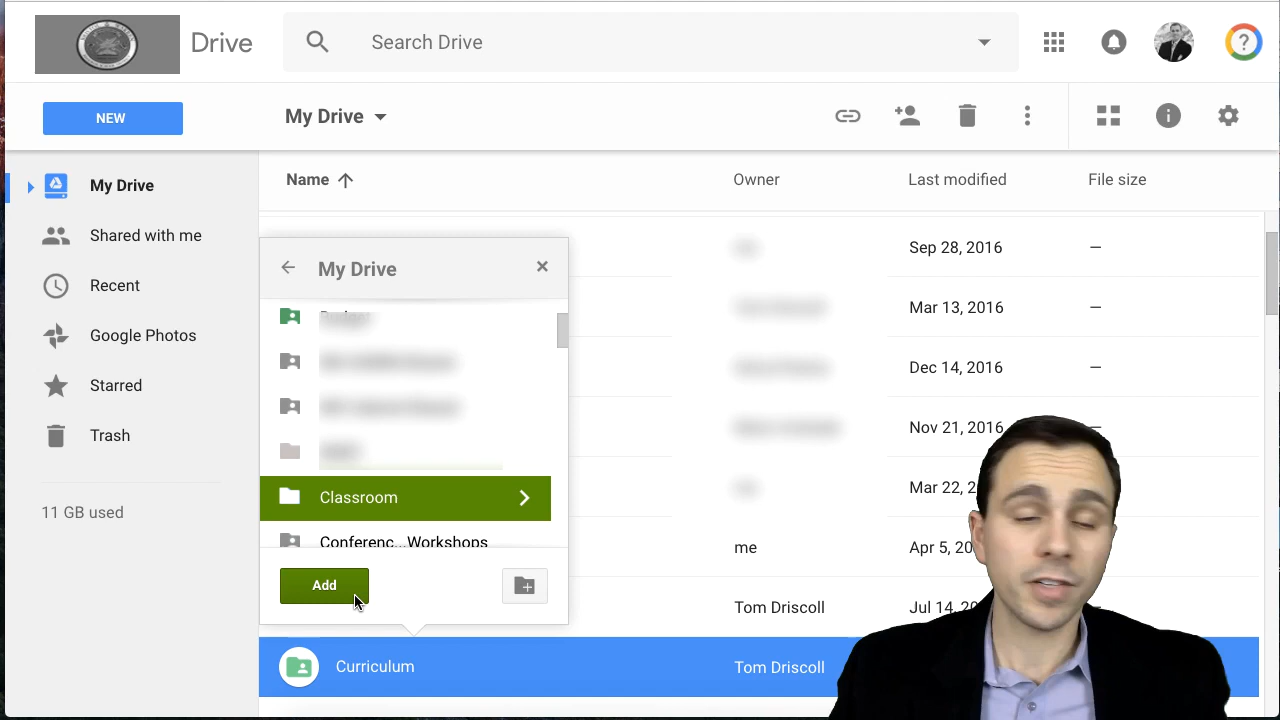 Drive
Search Drive
NEW
My Drive
Name
Owner
Last modified
File size
My Drive
Shared with me
Recent
Google Photos
Starred
Trash
11 GB used
Sep 28, 2016 —
Mar 13, 2016 —
Dec 14, 2016 —
Nov 21, 2016
Mar 22, 2
me Apr 5, 20
Tom Driscoll Jul 14, 20
My Drive
Classroom
Conferenc...Workshops
Add
Curriculum
Tom Driscoll